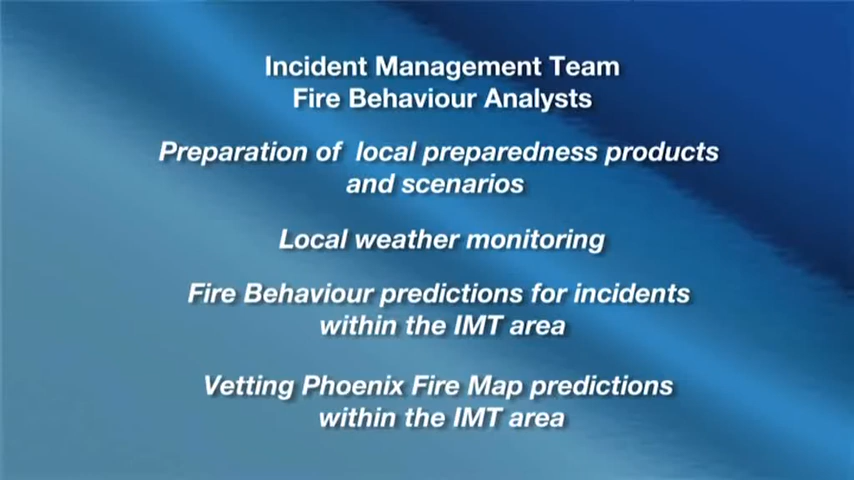 Incident Management Team
Fire Behaviour Analysts
Preparation of local preparedness products
and scenarios
Local weather monitoring
Fire Behaviour predictions for incidents
within the IMT area
Vetting Phoenix Fire Map predictions
within the IMT area